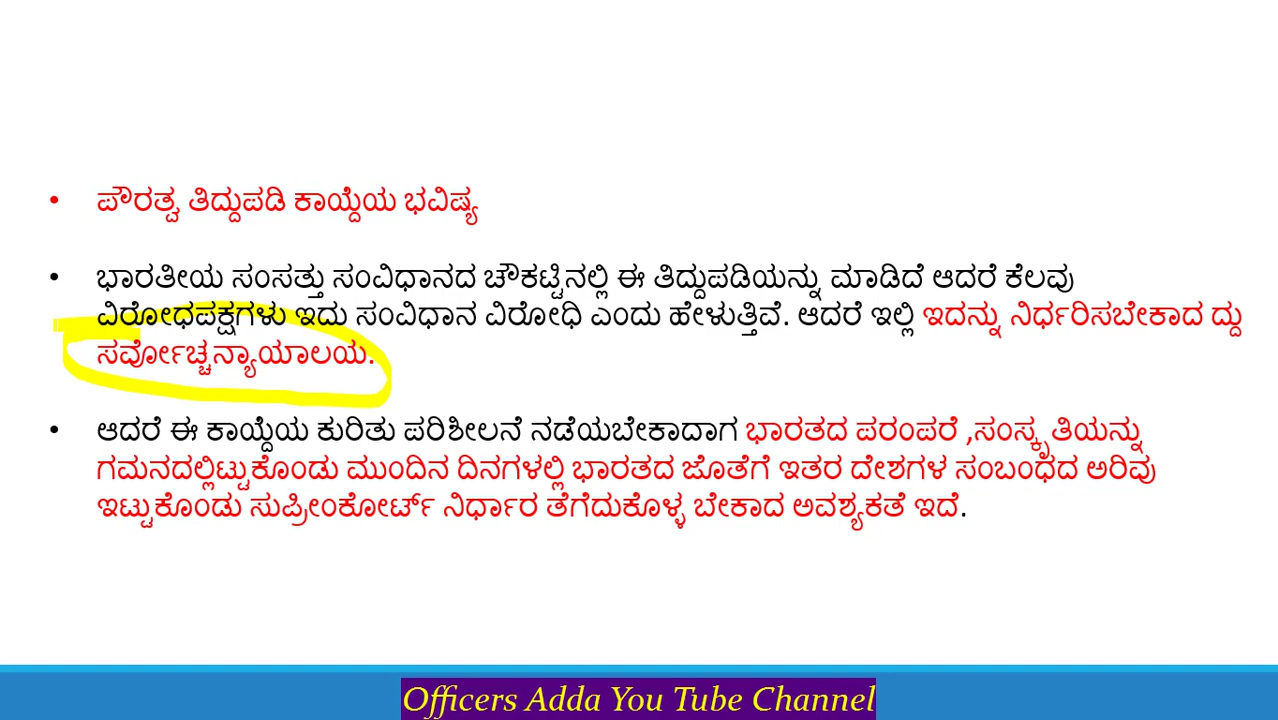 • ಪೌರತ್ವ ತಿದ್ದುಪಡಿ ಕಾಯ್ದೆಯ ಭವಿಷ್ಯ
• ಭಾರತೀಯ ಸಂಸತ್ತು ಸಂವಿಧಾನದ ಚೌಕಟ್ಟಿನಲ್ಲಿ ಈ ತಿದ್ದುಪಡಿಯನ್ನು ಮಾಡಿದೆ ಆದರೆ ಕೆಲವು
ವಿರೋಧಪಕ್ಷಗಳು ಇದು ಸಂವಿಧಾನ ವಿರೋಧಿ ಎಂದು ಹೇಳುತ್ತಿವೆ. ಆದರೆ ಇಲ್ಲಿ ಇದನ್ನು ನಿರ್ಧರಿಸಬೇಕಾದ ದ್ದು
ಸರ್ವೋಚ್ಚನ್ಯಾಯಾಲಯ.
• ಆದರೆ ಈ ಕಾಯ್ದೆಯ ಕುರಿತು ಪರಿಶೀಲನೆ ನಡೆಯಬೇಕಾದಾಗ ಭಾರತದ ಪರಂಪರೆ ,ಸಂಸ್ಕೃತಿಯನ್ನು
ಗಮನದಲ್ಲಿಟ್ಟುಕೊಂಡು ಮುಂದಿನ ದಿನಗಳಲ್ಲಿ ಭಾರತದ ಜೊತೆಗೆ ಇತರ ದೇಶಗಳ ಸಂಬಂಧದ ಅರಿವು
ಇಟ್ಟುಕೊಂಡು ಸುಪ್ರೀಂಕೋರ್ಟ್ ನಿರ್ಧಾರ ತೆಗೆದುಕೊಳ್ಳ ಬೇಕಾದ ಅವಶ್ಯಕತೆ ಇದೆ.
Officers Adda You Tube Channel